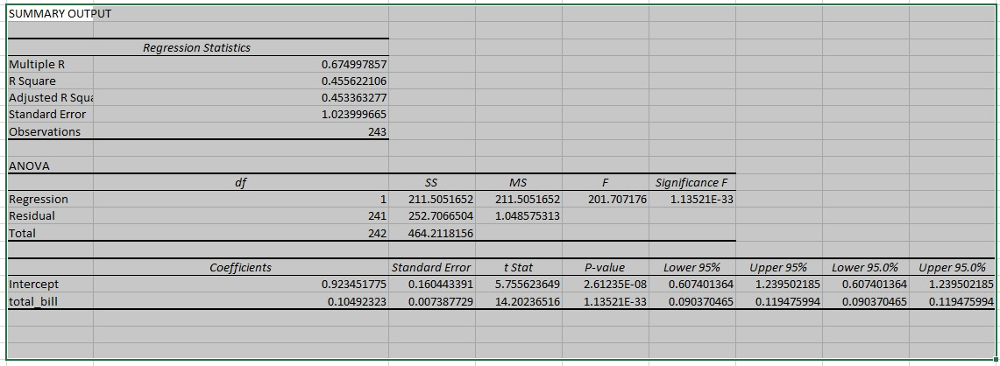 SUMMARY OUTPUT
Regression Statistics
Multiple R 0.674997857
R Square 0.455622106
Adjusted R Squa 0.453363277
Standard Error 1.023999665
Observations 243
ANOVA
df SS MS F Significance F
Regression 1 211.5051652 211.5051652 201.707176 1.13521E-33
Residual 241 252.7066504 1.048575313
Total 242 464.2118156
Coefficients Standard Error t Stat P-value Lower 95% Upper 95% Lower 95.0% Upper 95.0%
Intercept 0.923451775 0.160443391 5.755623649 2.61235E-08 0.607401364 1.239502185 0.607401364 1.239502185
total_bill 0.10492323 0.007387729 14.20236516 1.13521E-33 0.090370465 0.119475994 0.090370465 0.119475994